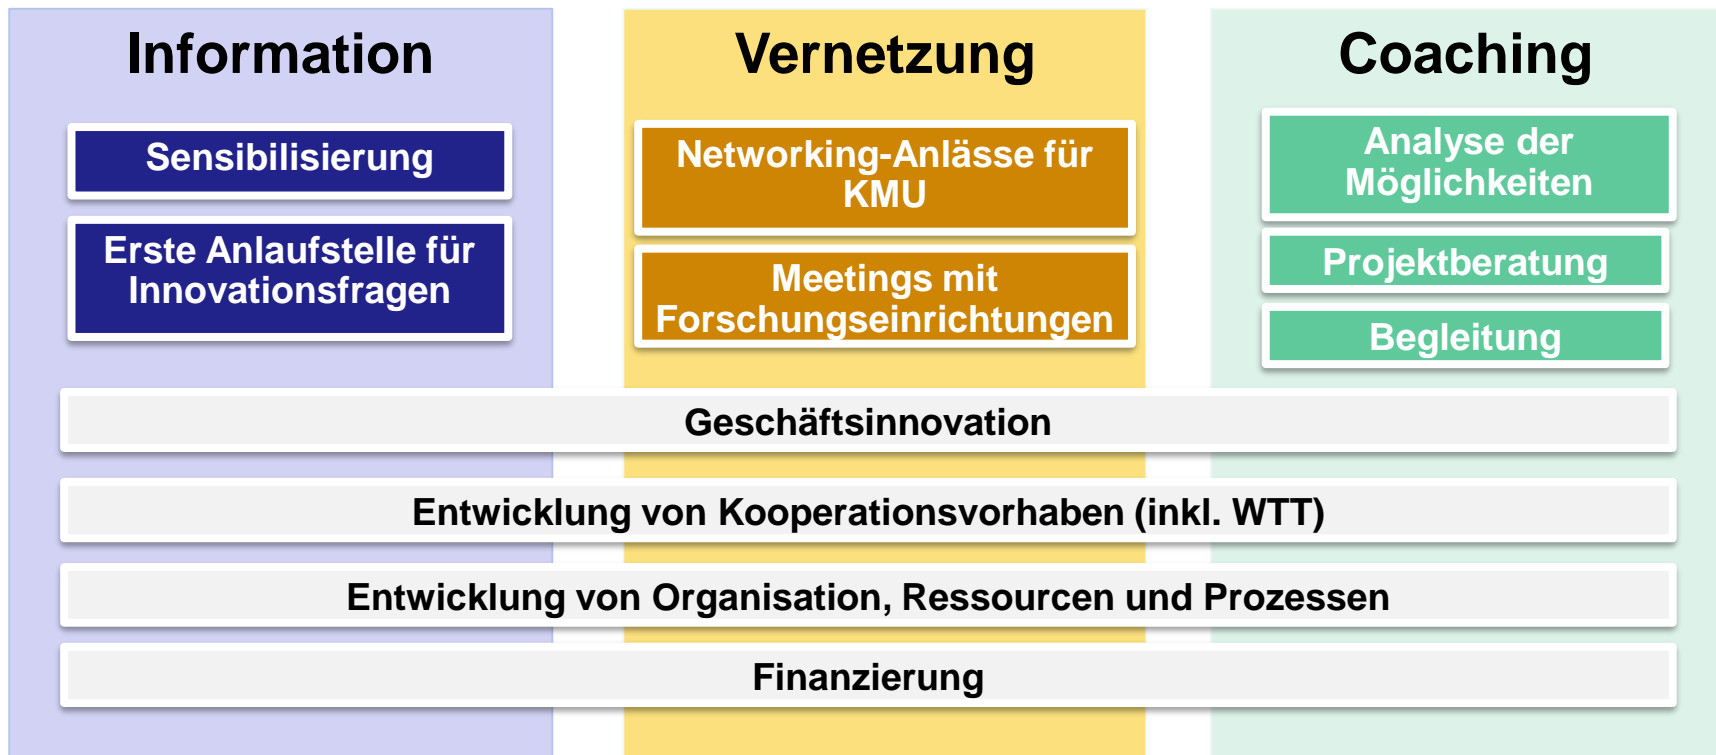 Information
Sensibilisierung
Erste Anlaufstelle für
Innovationsfragen
Vernetzung
Networking-Anlässe für
KMU
Meetings mit
Forschungseinrichtungen
Coaching
Analyse der
Möglichkeiten
Projektberatung
Begleitung
Geschäftsinnovation
Entwicklung von Kooperationsvorhaben (inkl. WTT)
Entwicklung von Organisation, Ressourcen und Prozessen
Finanzierung